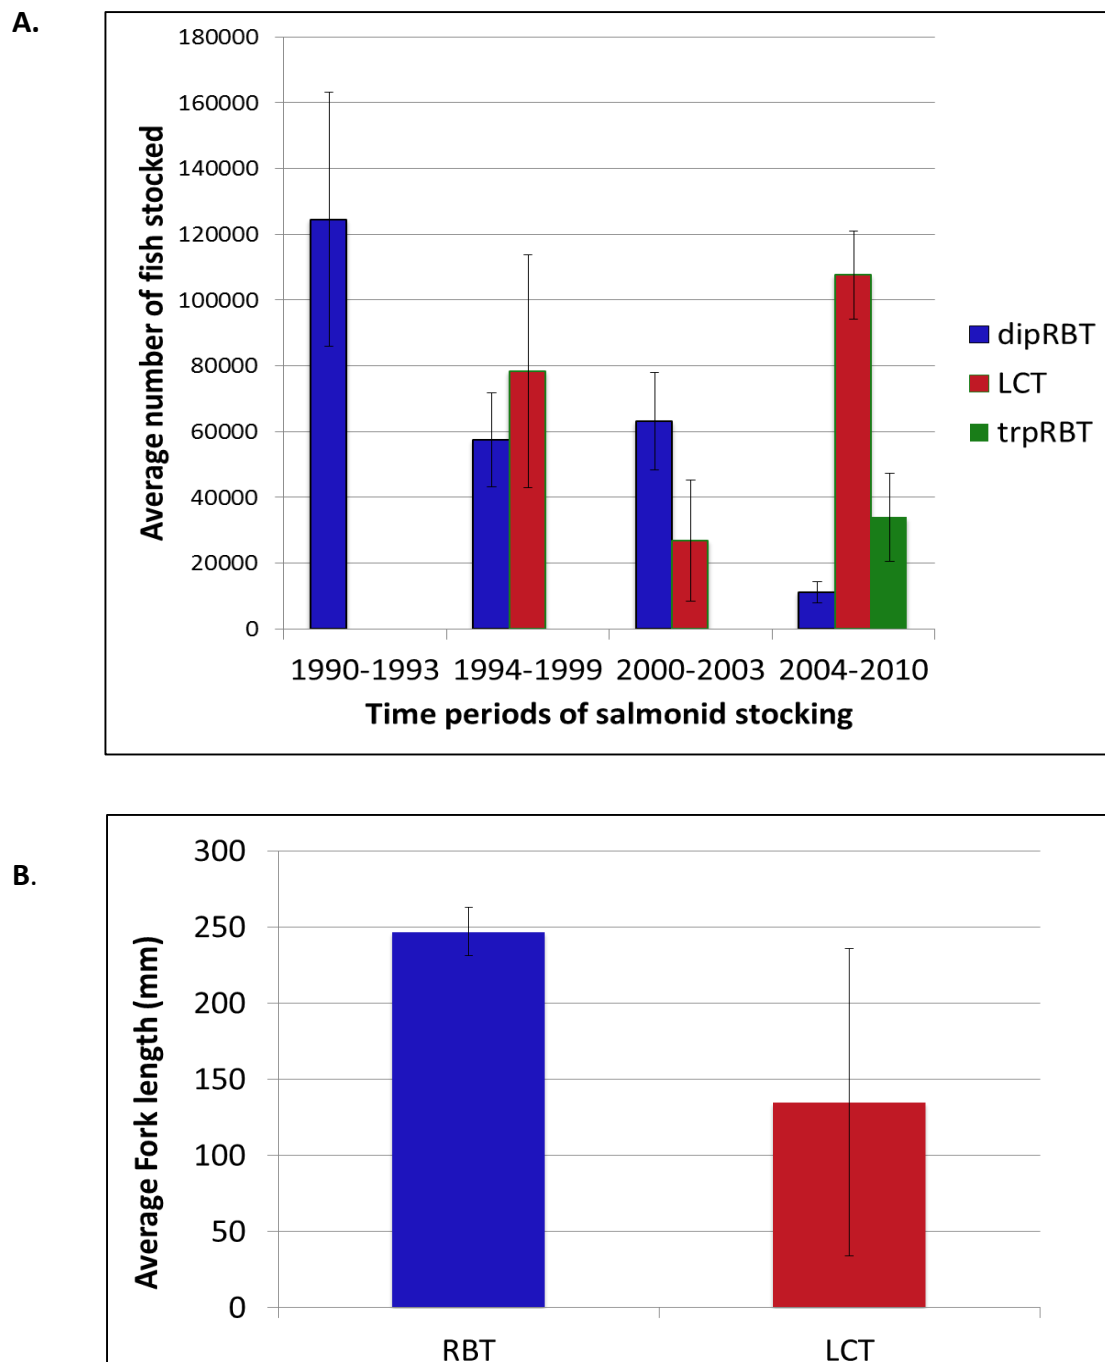 A.
180000
160000
140000
120000
100000
80000
60000
40000
20000
0
Average number of fish stocked
1990-1993 1994-1999 2000-2003 2004-2010
Time periods of salmonid stocking
dipRBT
LCT
trpRBT
B.
300
250
200
150
100
50
0
Average Fork length (mm)
RBT LCT